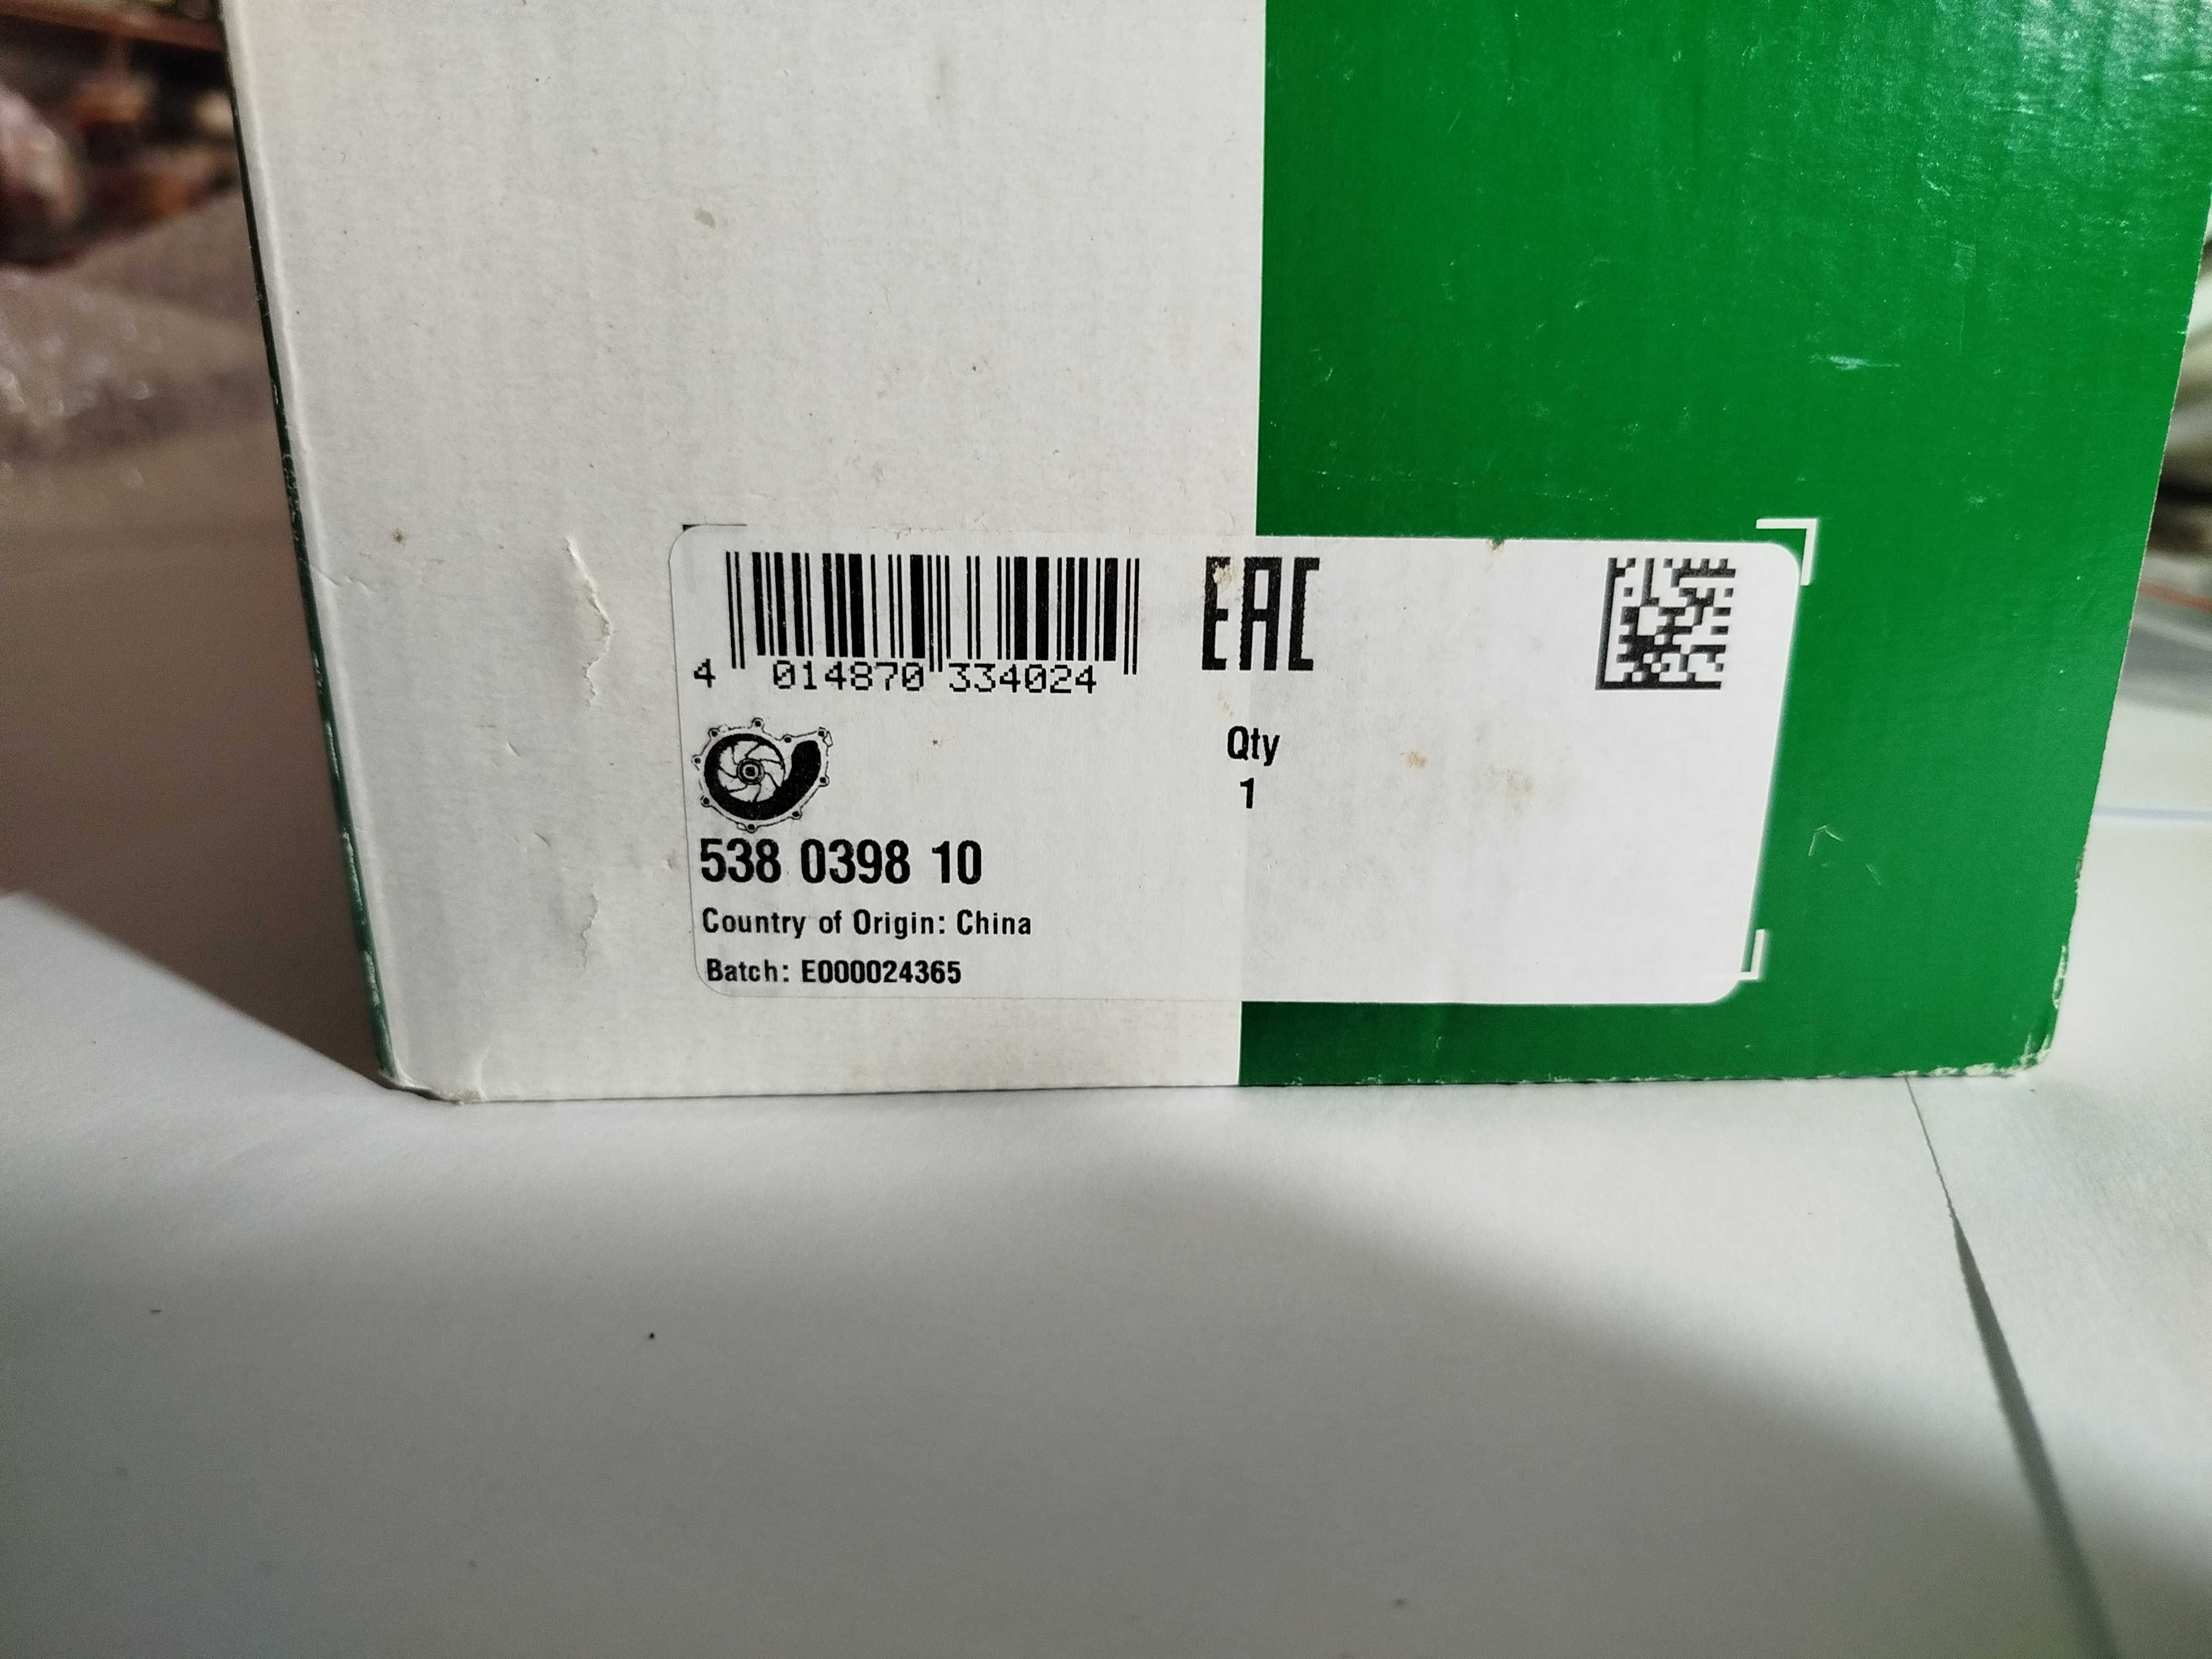 EAC
4 014870 334024
Qty
1
538 0398 10
Country of Origin: China
Batch: E000024365